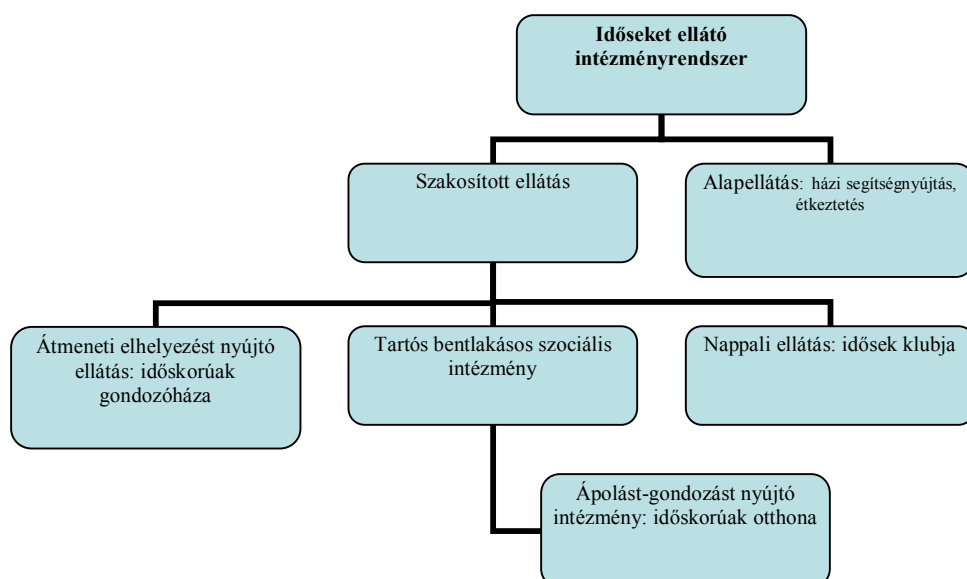 Időseket ellátó
intézményrendszer
Szakosított ellátás
Alapellátás: házi segítségnyújtás,
étkeztetés
Átmeneti elhelyezést nyújtó
ellátás: időskorúak
gondozóháza
Tartós bentlakásos szociális
intézmény
Nappali ellátás: idősek klubja
Ápolást-gondozást nyújtó
intézmény: időskorúak otthona